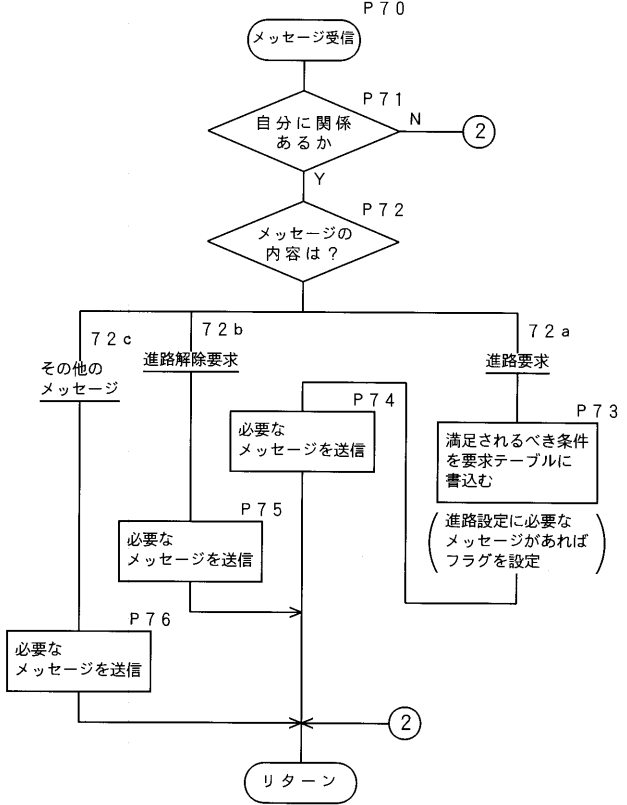 P70
メッセージ受信
P71
自分に関係
あるか
N
2
Y
P72
メッセージの
内容は？
72c
その他の
メッセージ
72b
進路解除要求
72a
進路要求
P74
必要な
メッセージを送信
P73
満足されるべき条件
を要求テーブルに
書込む
(進路設定に必要な
メッセージがあれば
フラグを設定)
P75
必要な
メッセージを送信
P76
必要な
メッセージを送信
2
リターン